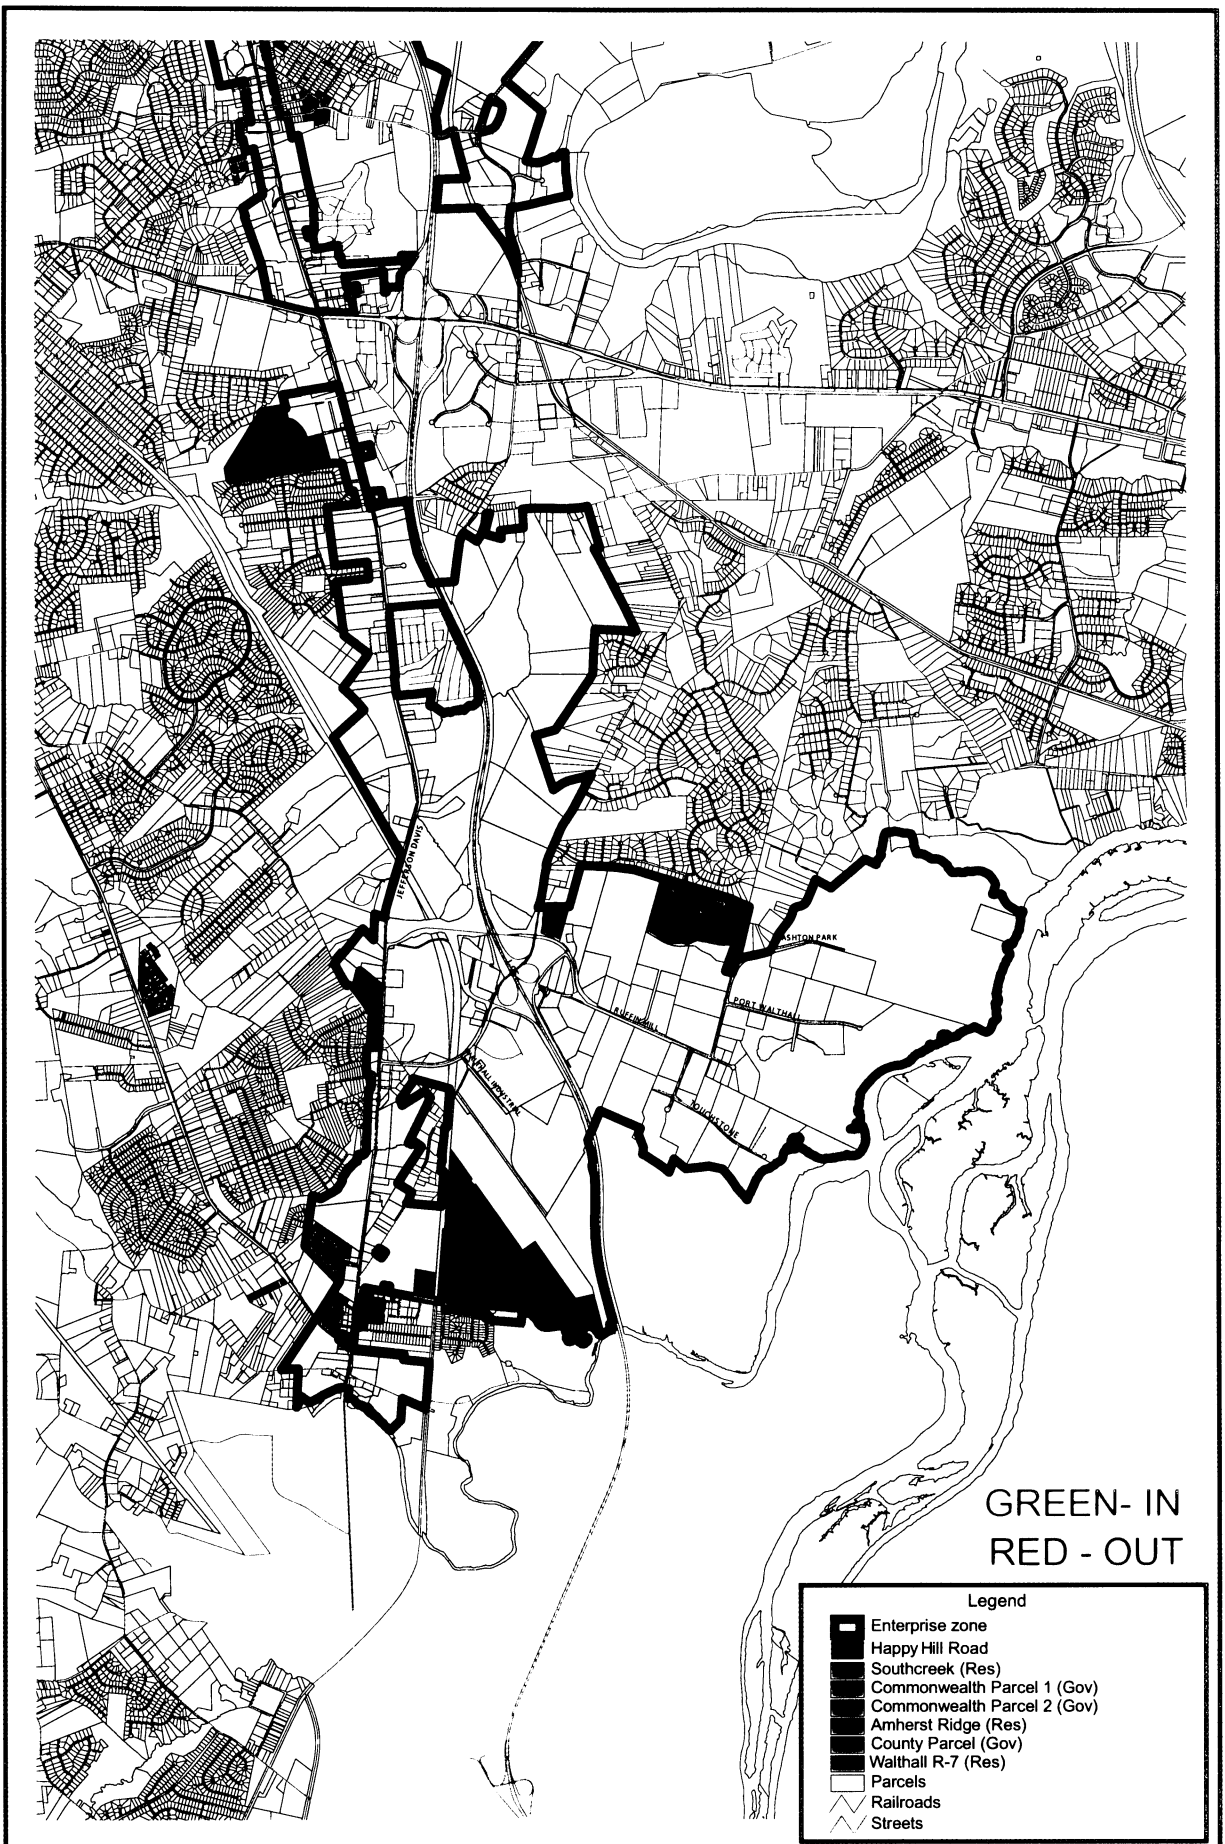 JEFFERSON DAVIS
ASHTON PARK
PORT WALTHALL
RUFFIN MILL
WALTHALL INDUSTRIAL
TOUCHSTONE
GREEN- IN
RED - OUT
Legend
Enterprise zone
Happy Hill Road
Southcreek (Res)
Commonwealth Parcel 1 (Gov)
Commonwealth Parcel 2 (Gov)
Amherst Ridge (Res)
County Parcel (Gov)
Walthall R-7 (Res)
Parcels
Railroads
Streets